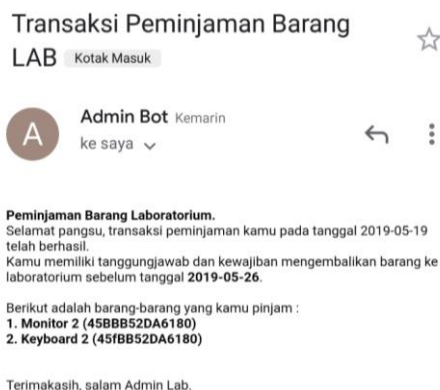 Transaksi Peminjaman Barang
LAB Kotak Masuk
A
Admin Bot Kemarin
ke saya
Peminjaman Barang Laboratorium.
Selamat pangsu, transaksi peminjaman kamu pada tanggal 2019-05-19
telah berhasil.
Kamu memiliki tanggungjawab dan kewajiban mengembalikan barang ke
laboratorium sebelum tanggal 2019-05-26.
Berikut adalah barang-barang yang kamu pinjam :
1. Monitor 2 (45BBB52DA6180)
2. Keyboard 2 (45fBB52DA6180)
Terimakasih, salam Admin Lab.